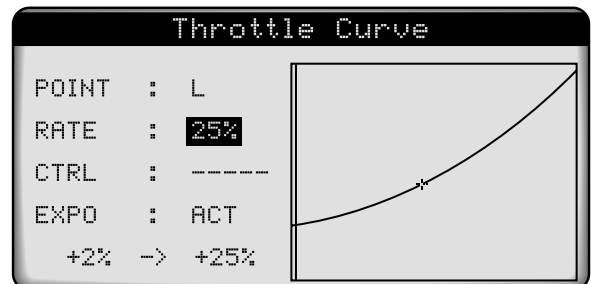 Throttle Curve
POINT : L
RATE : 25%
CTRL : -----
EXPO : ACT
+2% -> +25%